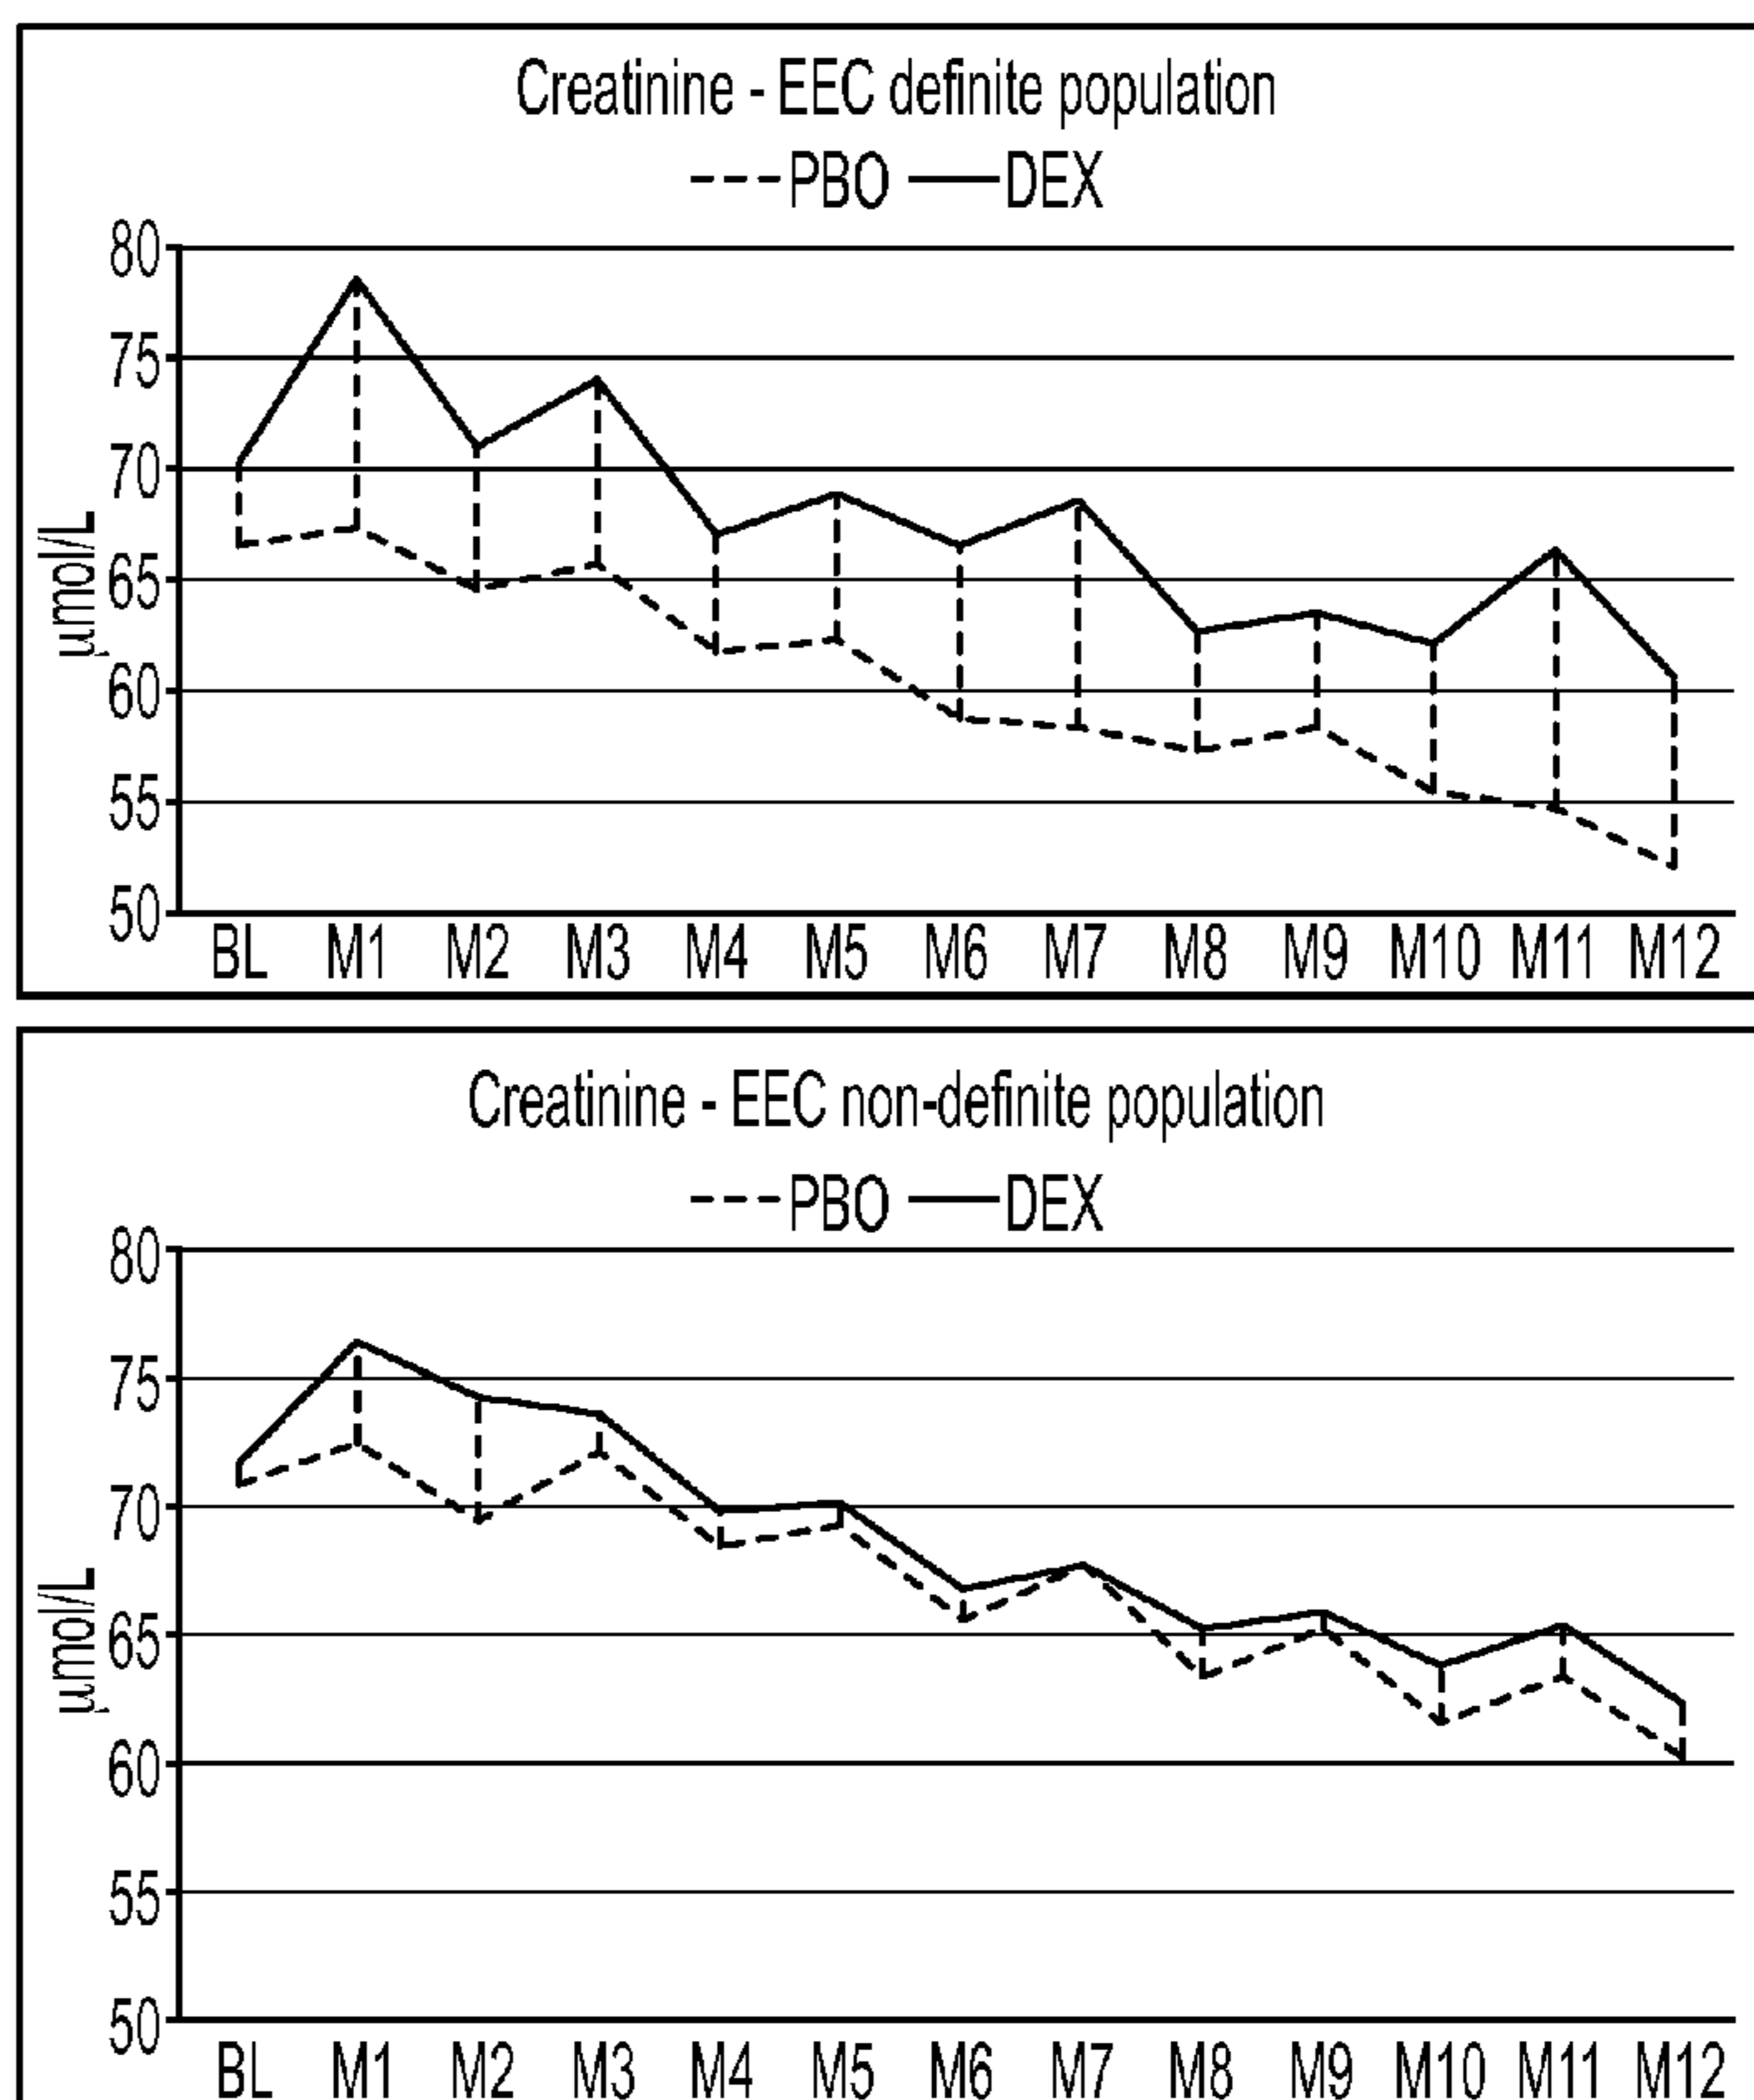 Creatinine - EEC definite population
PBO DEX
80
75
70
65
60
55
50
µmol/L
BL M1 M2 M3 M4 M5 M6 M7 M8 M9 M10 M11 M12
Creatinine - EEC non-definite population
PBO DEX
80
75
70
65
60
55
50
µmol/L
BL M1 M2 M3 M4 M5 M6 M7 M8 M9 M10 M11 M12